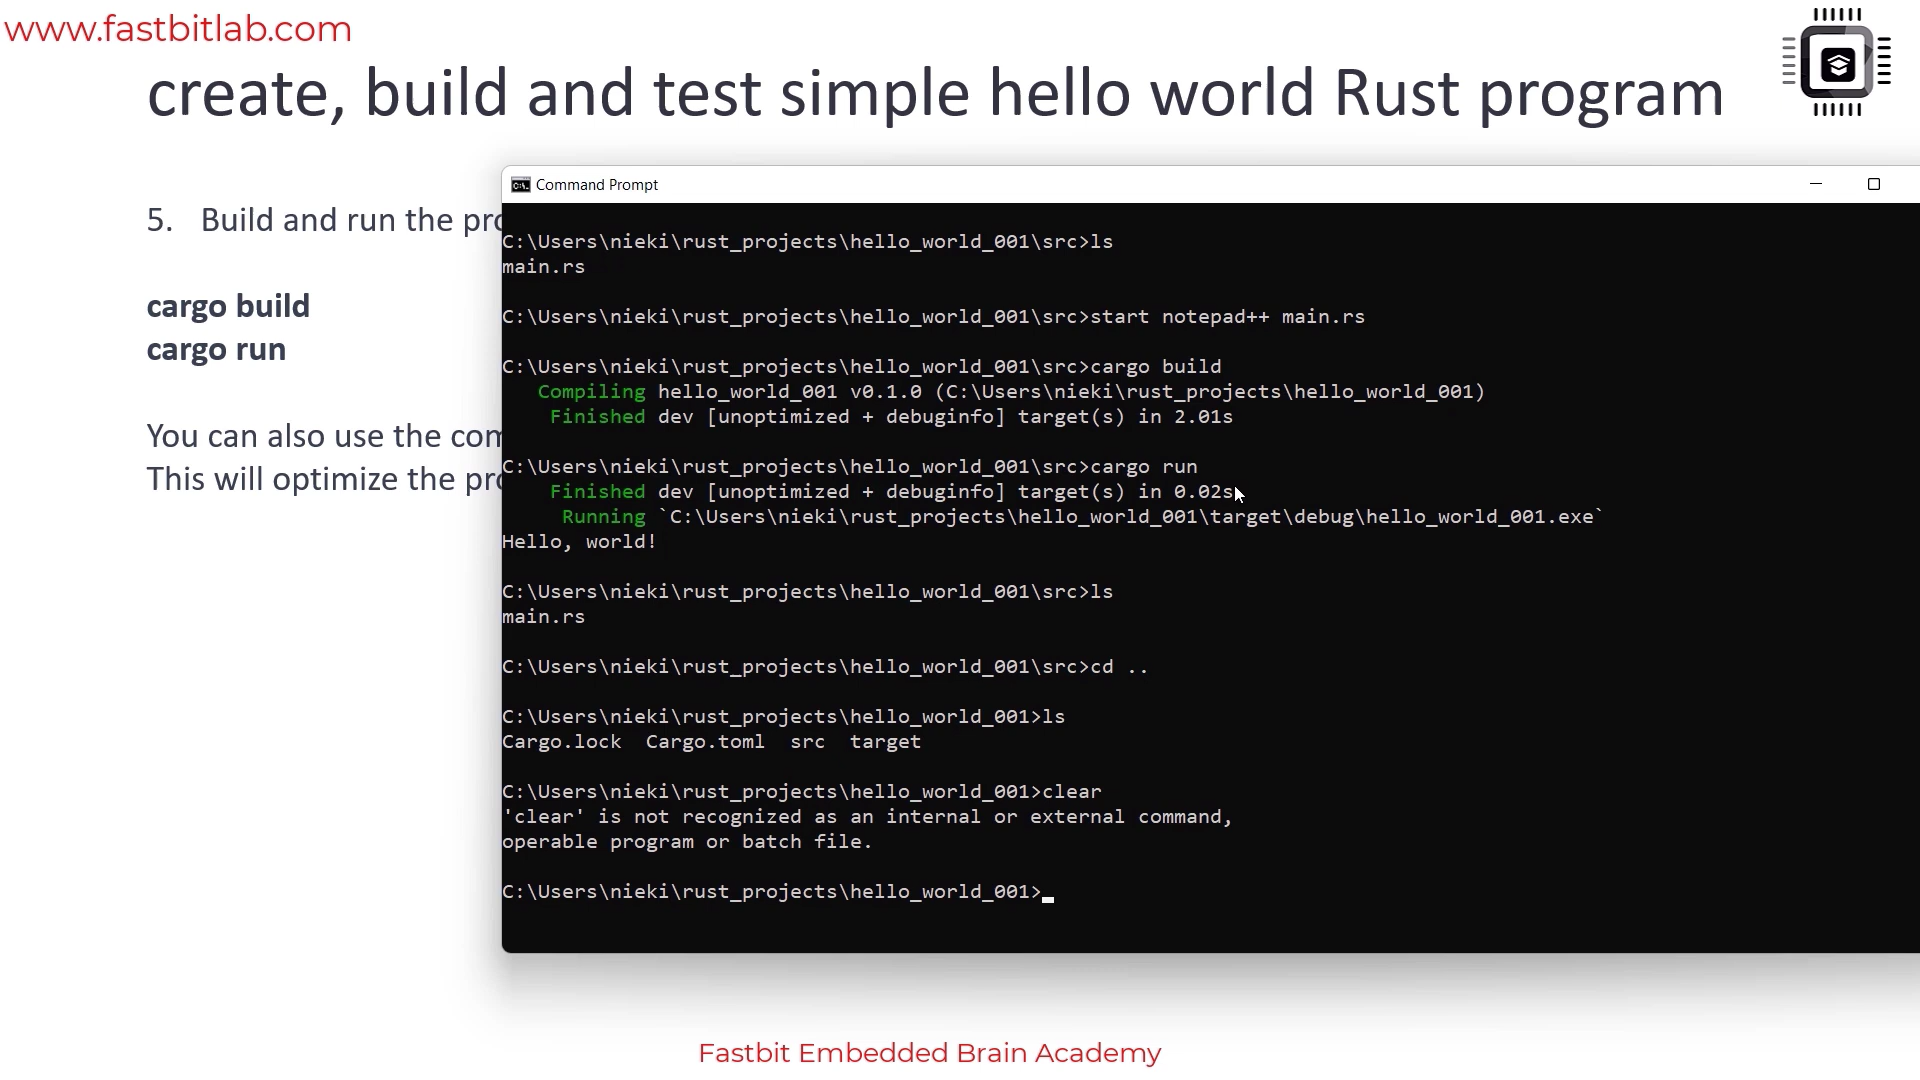 www.fastbitlab.com
create, build and test simple hello world Rust program
5. Build and run the pro
cargo build
cargo run
You can also use the com
This will optimize the pro
Command Prompt
C:\Users\nieki\rust_projects\hello_world_001\src>ls
main.rs
C:\Users\nieki\rust_projects\hello_world_001\src>start notepad++ main.rs
C:\Users\nieki\rust_projects\hello_world_001\src>cargo build
Compiling hello_world_001 v0.1.0 (C:\Users\nieki\rust_projects\hello_world_001)
Finished dev [unoptimized + debuginfo] target(s) in 2.01s
C:\Users\nieki\rust_projects\hello_world_001\src>cargo run
Finished dev [unoptimized + debuginfo] target(s) in 0.02s
Running `C:\Users\nieki\rust_projects\hello_world_001\target\debug\hello_world_001.exe`
Hello, world!
C:\Users\nieki\rust_projects\hello_world_001\src>ls
main.rs
C:\Users\nieki\rust_projects\hello_world_001\src>cd ..
C:\Users\nieki\rust_projects\hello_world_001>ls
Cargo.lock  Cargo.toml  src  target
C:\Users\nieki\rust_projects\hello_world_001>clear
'clear' is not recognized as an internal or external command,
operable program or batch file.
C:\Users\nieki\rust_projects\hello_world_001>
Fastbit Embedded Brain Academy